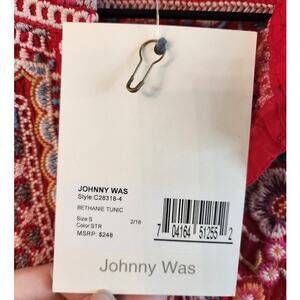 JOHNNY WAS
Style:C28318-4
BETHANIE TUNIC
Size:S 2/18
Color:STR
MSRP: $248
7 04164 51255 2
Johnny Was